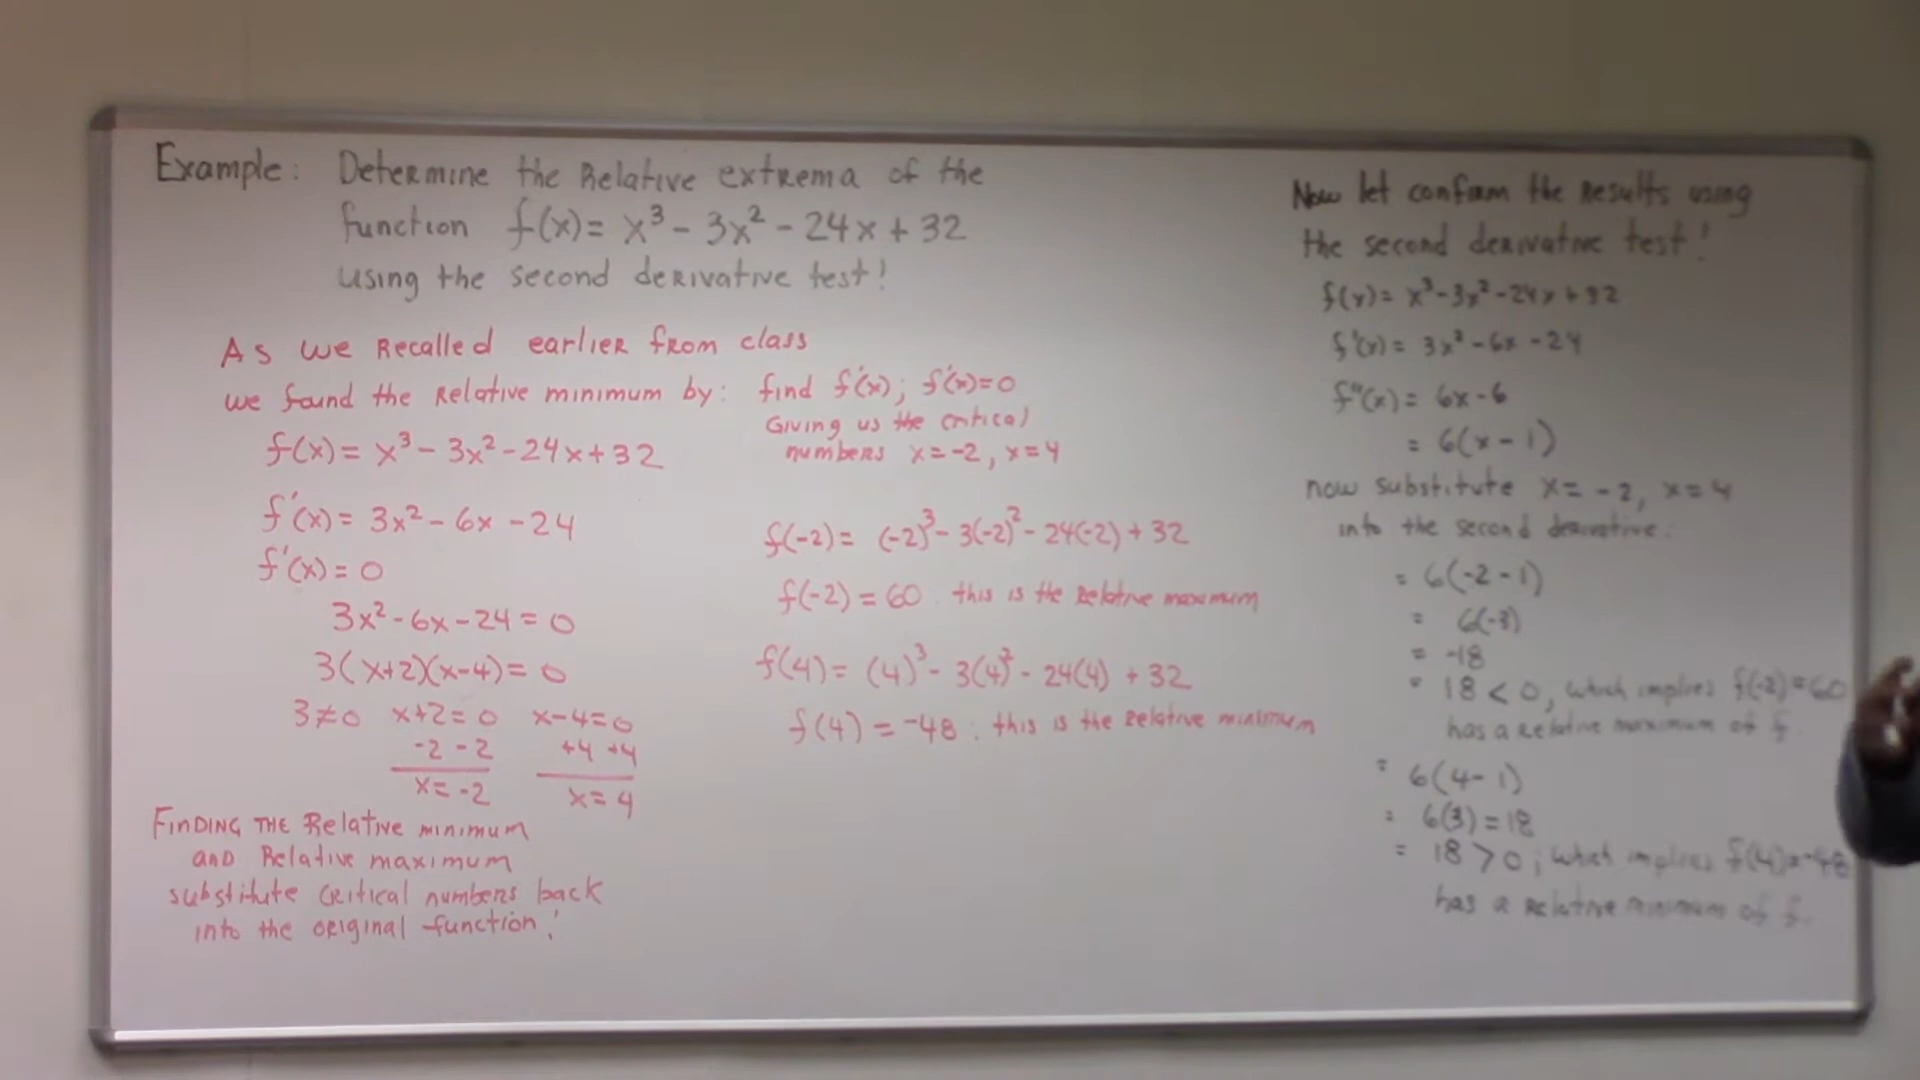 Example: Determine the Relative extrema of the
function f(x) = x³ - 3x² - 24x + 32
using the second derivative test!
As we Recalled earlier from class
we found the Relative minimum by: find f'(x); f'(x)=0
Giving us the critical
numbers x=-2, x=4
f(x) = x³ - 3x² - 24x + 32
f'(x) = 3x² - 6x - 24
f'(x) = 0
3x² - 6x - 24 = 0
3(x+2)(x-4) = 0
3≠0 x+2=0 x-4=0
-2 -2 +4 +4
x=-2 x=4
Finding the Relative minimum
and Relative maximum
substitute critical numbers back
into the original function!
f(-2) = (-2)³ - 3(-2)² - 24(-2) + 32
f(-2) = 60 this is the Relative maximum
f(4) = (4)³ - 3(4)² - 24(4) + 32
f(4) = -48 : this is the Relative minimum
Now let confirm the Results using
the second derivative test!
f(x) = x³ - 3x² - 24x + 32
f'(x) = 3x² - 6x - 24
f''(x) = 6x - 6
= 6(x - 1)
now substitute x = -2, x = 4
into the second derivative:
= 6(-2 - 1)
= 6(-3)
= -18
= 18 < 0, which implies f(-2) = 60
has a relative maximum of f.
= 6(4 - 1)
= 6(3) = 18
= 18 > 0; which implies f(4) = -48
has a relative minimum of f.